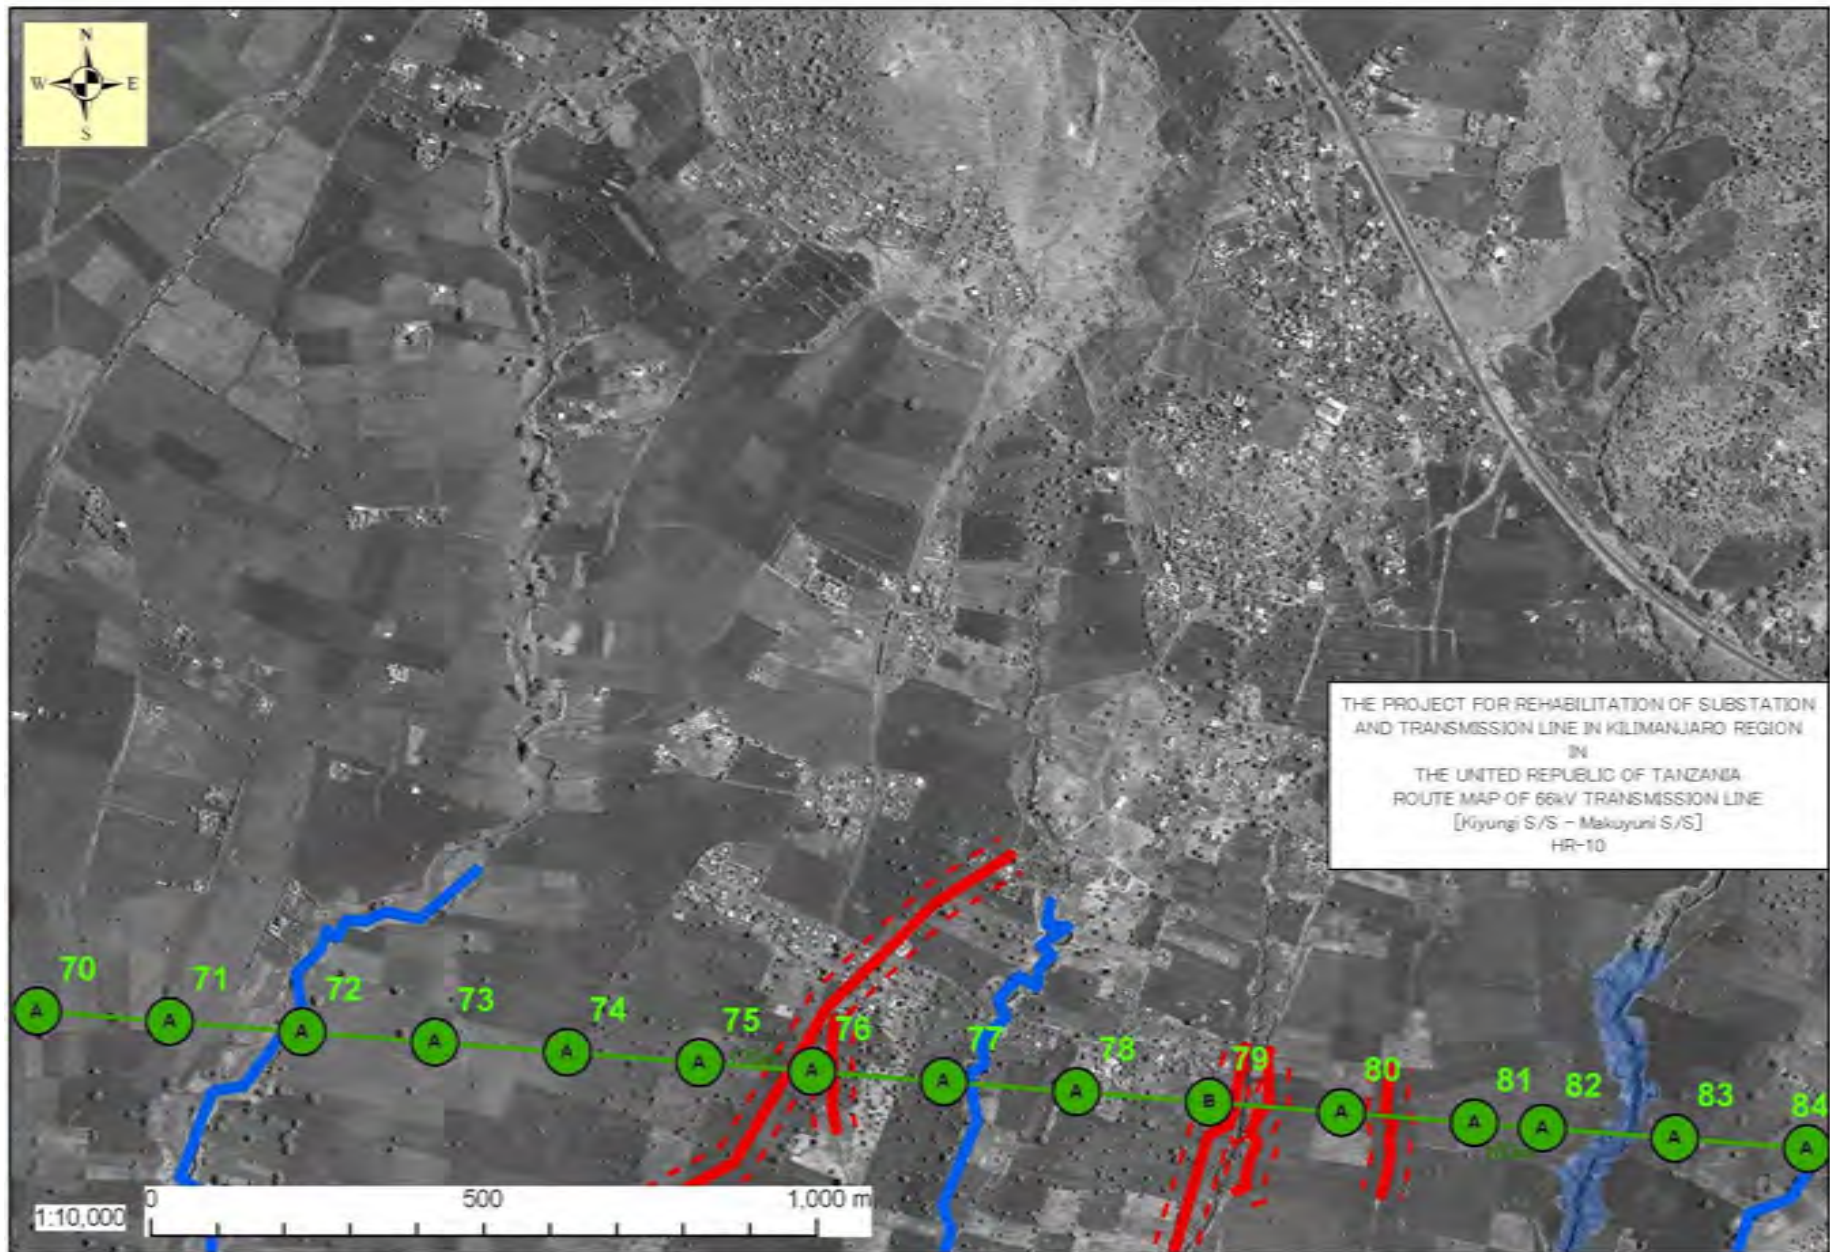 N
W E
S
THE PROJECT FOR REHABILITATION OF SUBSTATION
AND TRANSMISSION LINE IN KILIMANJARO REGION
IN
THE UNITED REPUBLIC OF TANZANIA
ROUTE MAP OF 66kV TRANSMISSION LINE
[Kiyungi S/S - Makuyuni S/S]
HR-10
70 71 72 73 74 75 76 77 78 79 80 81 82 83 84
A A A A A A A A A B A A A A A
1:10,000
0 500 1,000 m